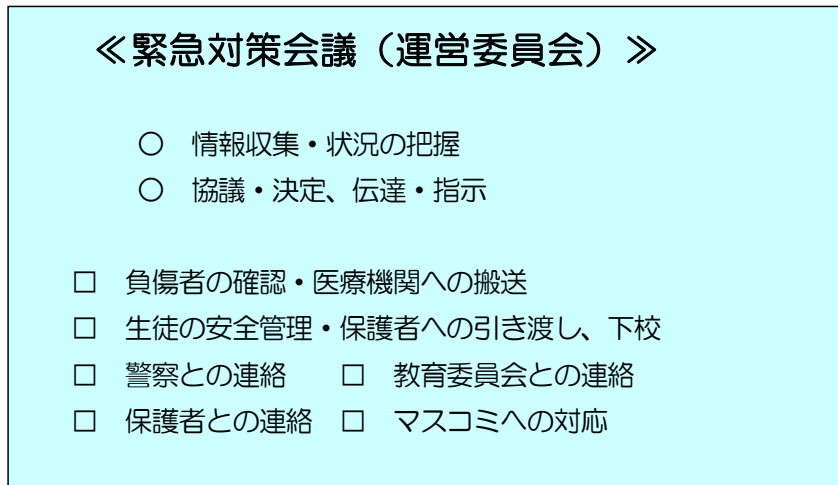 ≪緊急対策会議（運営委員会）≫
○　情報収集・状況の把握
○　協議・決定、伝達・指示
□　負傷者の確認・医療機関への搬送
□　生徒の安全管理・保護者への引き渡し、下校
□　警察との連絡　　□　教育委員会との連絡
□　保護者との連絡　□　マスコミへの対応